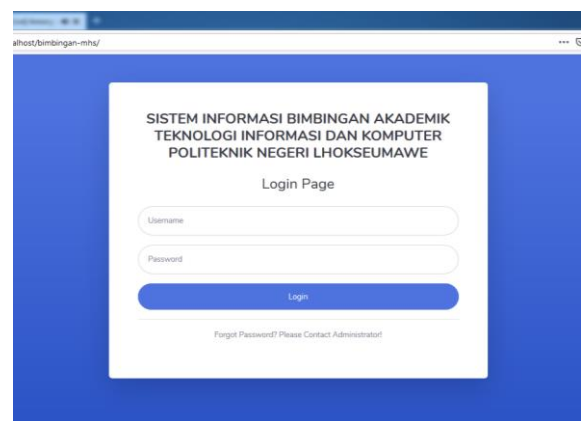 alhost/bimbingan-mhs/
SISTEM INFORMASI BIMBINGAN AKADEMIK
TEKNOLOGI INFORMASI DAN KOMPUTER
POLITEKNIK NEGERI LHOKSEUMAWE
Login Page
Username
Password
Login
Forgot Password? Please Contact Administrator!